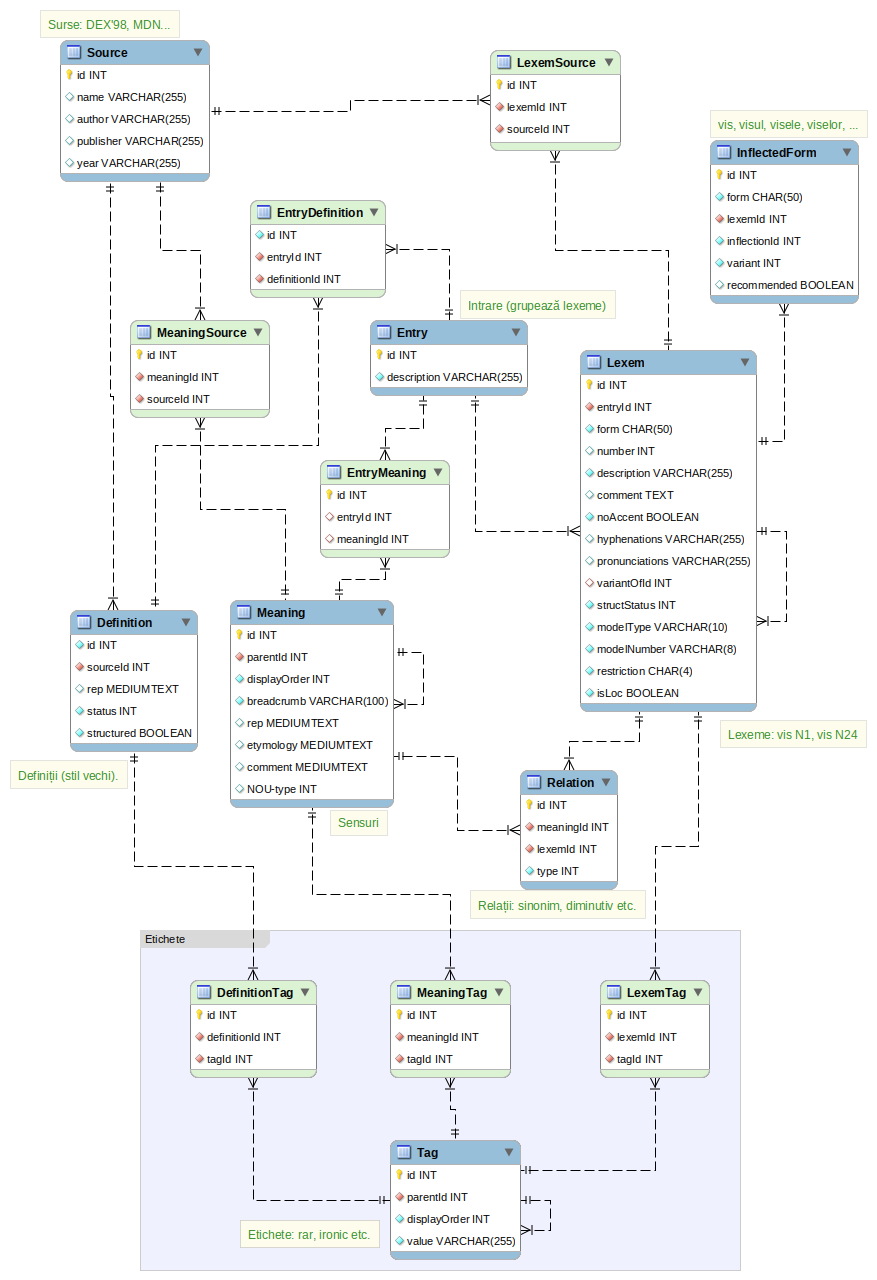 Surse: DEX'98, MDN...
Source
id INT
name VARCHAR(255)
author VARCHAR(255)
publisher VARCHAR(255)
year VARCHAR(255)
LexemSource
id INT
lexemId INT
sourceId INT
vis, visul, visele, viselor, ...
InflectedForm
id INT
form CHAR(50)
lexemId INT
inflectionId INT
variant INT
recommended BOOLEAN
EntryDefinition
id INT
entryId INT
definitionId INT
Intrare (grupează lexeme)
MeaningSource
id INT
meaningId INT
sourceId INT
Entry
id INT
description VARCHAR(255)
Lexem
id INT
entryId INT
form CHAR(50)
number INT
description VARCHAR(255)
comment TEXT
noAccent BOOLEAN
hyphenations VARCHAR(255)
pronunciations VARCHAR(255)
variantOfId INT
structStatus INT
modelType VARCHAR(10)
modelNumber VARCHAR(8)
restriction CHAR(4)
isLoc BOOLEAN
EntryMeaning
id INT
entryId INT
meaningId INT
Definition
id INT
sourceId INT
rep MEDIUMTEXT
status INT
structured BOOLEAN
Meaning
id INT
parentId INT
displayOrder INT
breadcrumb VARCHAR(100)
rep MEDIUMTEXT
etymology MEDIUMTEXT
comment MEDIUMTEXT
NOU-type INT
Lexeme: vis N1, vis N24
Definiții (stil vechi).
Sensuri
Relation
id INT
meaningId INT
lexemId INT
type INT
Relații: sinonim, diminutiv etc.
Etichete
DefinitionTag
id INT
definitionId INT
tagId INT
MeaningTag
id INT
meaningId INT
tagId INT
LexemTag
id INT
lexemId INT
tagId INT
Tag
id INT
parentId INT
displayOrder INT
value VARCHAR(255)
Etichete: rar, ironic etc.